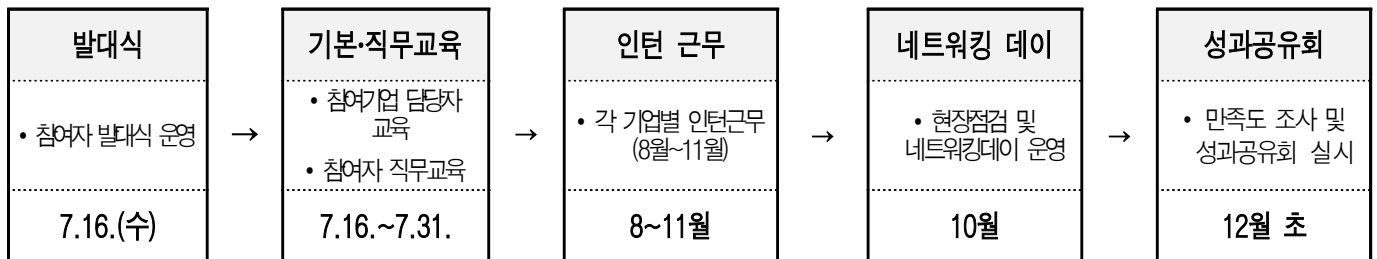 발대식
• 참여자 발대식 운영
7.16.(수)
→
기본·직무교육
• 참여기업 담당자
교육
• 참여자 직무교육
7.16.~7.31.
→
인턴 근무
• 각 기업별 인턴근무
(8월~11월)
8~11월
→
네트워킹 데이
• 현장점검 및
네트워킹데이 운영
10월
→
성과공유회
• 만족도 조사 및
성과공유회 실시
12월 초